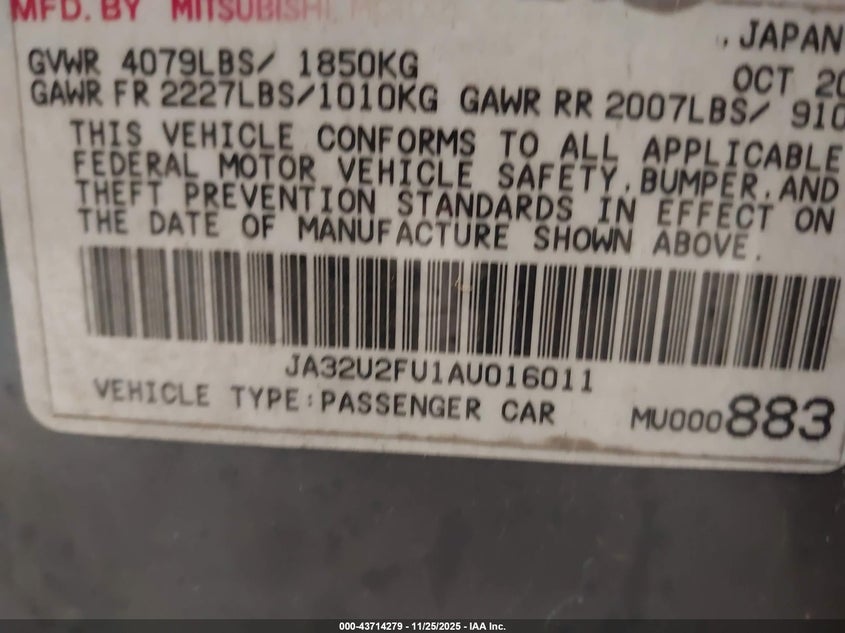 MFD. BY MITSUBISHI MOTORS
, JAPAN
GVWR 4079LBS/ 1850KG
OCT 20
GAWR FR 2227LBS/1010KG GAWR RR 2007LBS/ 910
THIS VEHICLE CONFORMS TO ALL APPLICABLE
FEDERAL MOTOR VEHICLE SAFETY, BUMPER, AND
THEFT PREVENTION STANDARDS IN EFFECT ON
THE DATE OF MANUFACTURE SHOWN ABOVE.
JA32U2FU1AU016011
VEHICLE TYPE:PASSENGER CAR
MU000883
000-43714279 - 11/25/2025 - IAA Inc.